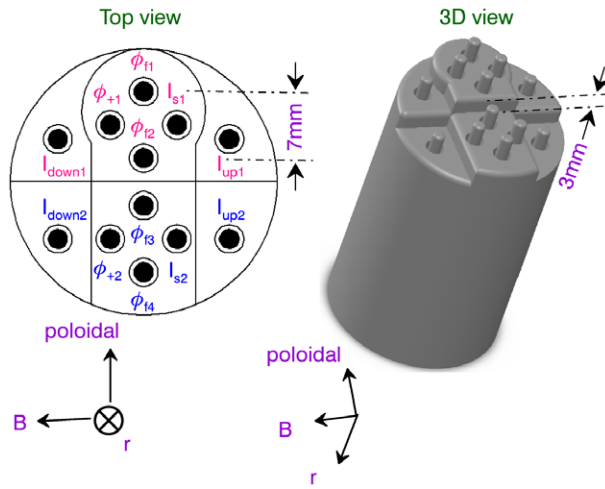 Top view
3D view
ϕf1
ϕ+1
Is1
ϕf2
7mm
3mm
Idown1
Iup1
Idown2
Iup2
ϕf3
ϕ+2
Is2
ϕf4
poloidal
B
r
poloidal
B
r